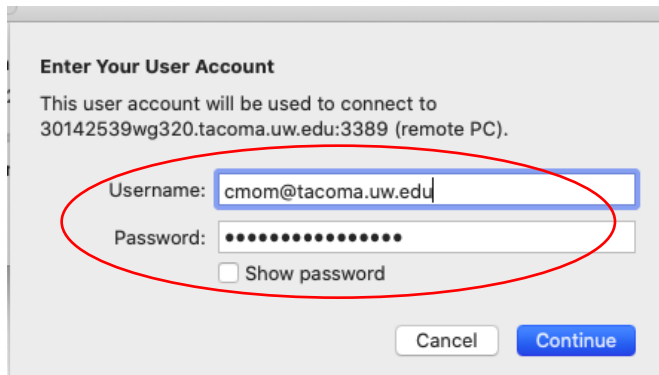 Enter Your User Account
This user account will be used to connect to
30142539wg320.tacoma.uw.edu:3389 (remote PC).
Username: cmom@tacoma.uw.edu
Password: ••••••••••••••••
Show password
Cancel Continue